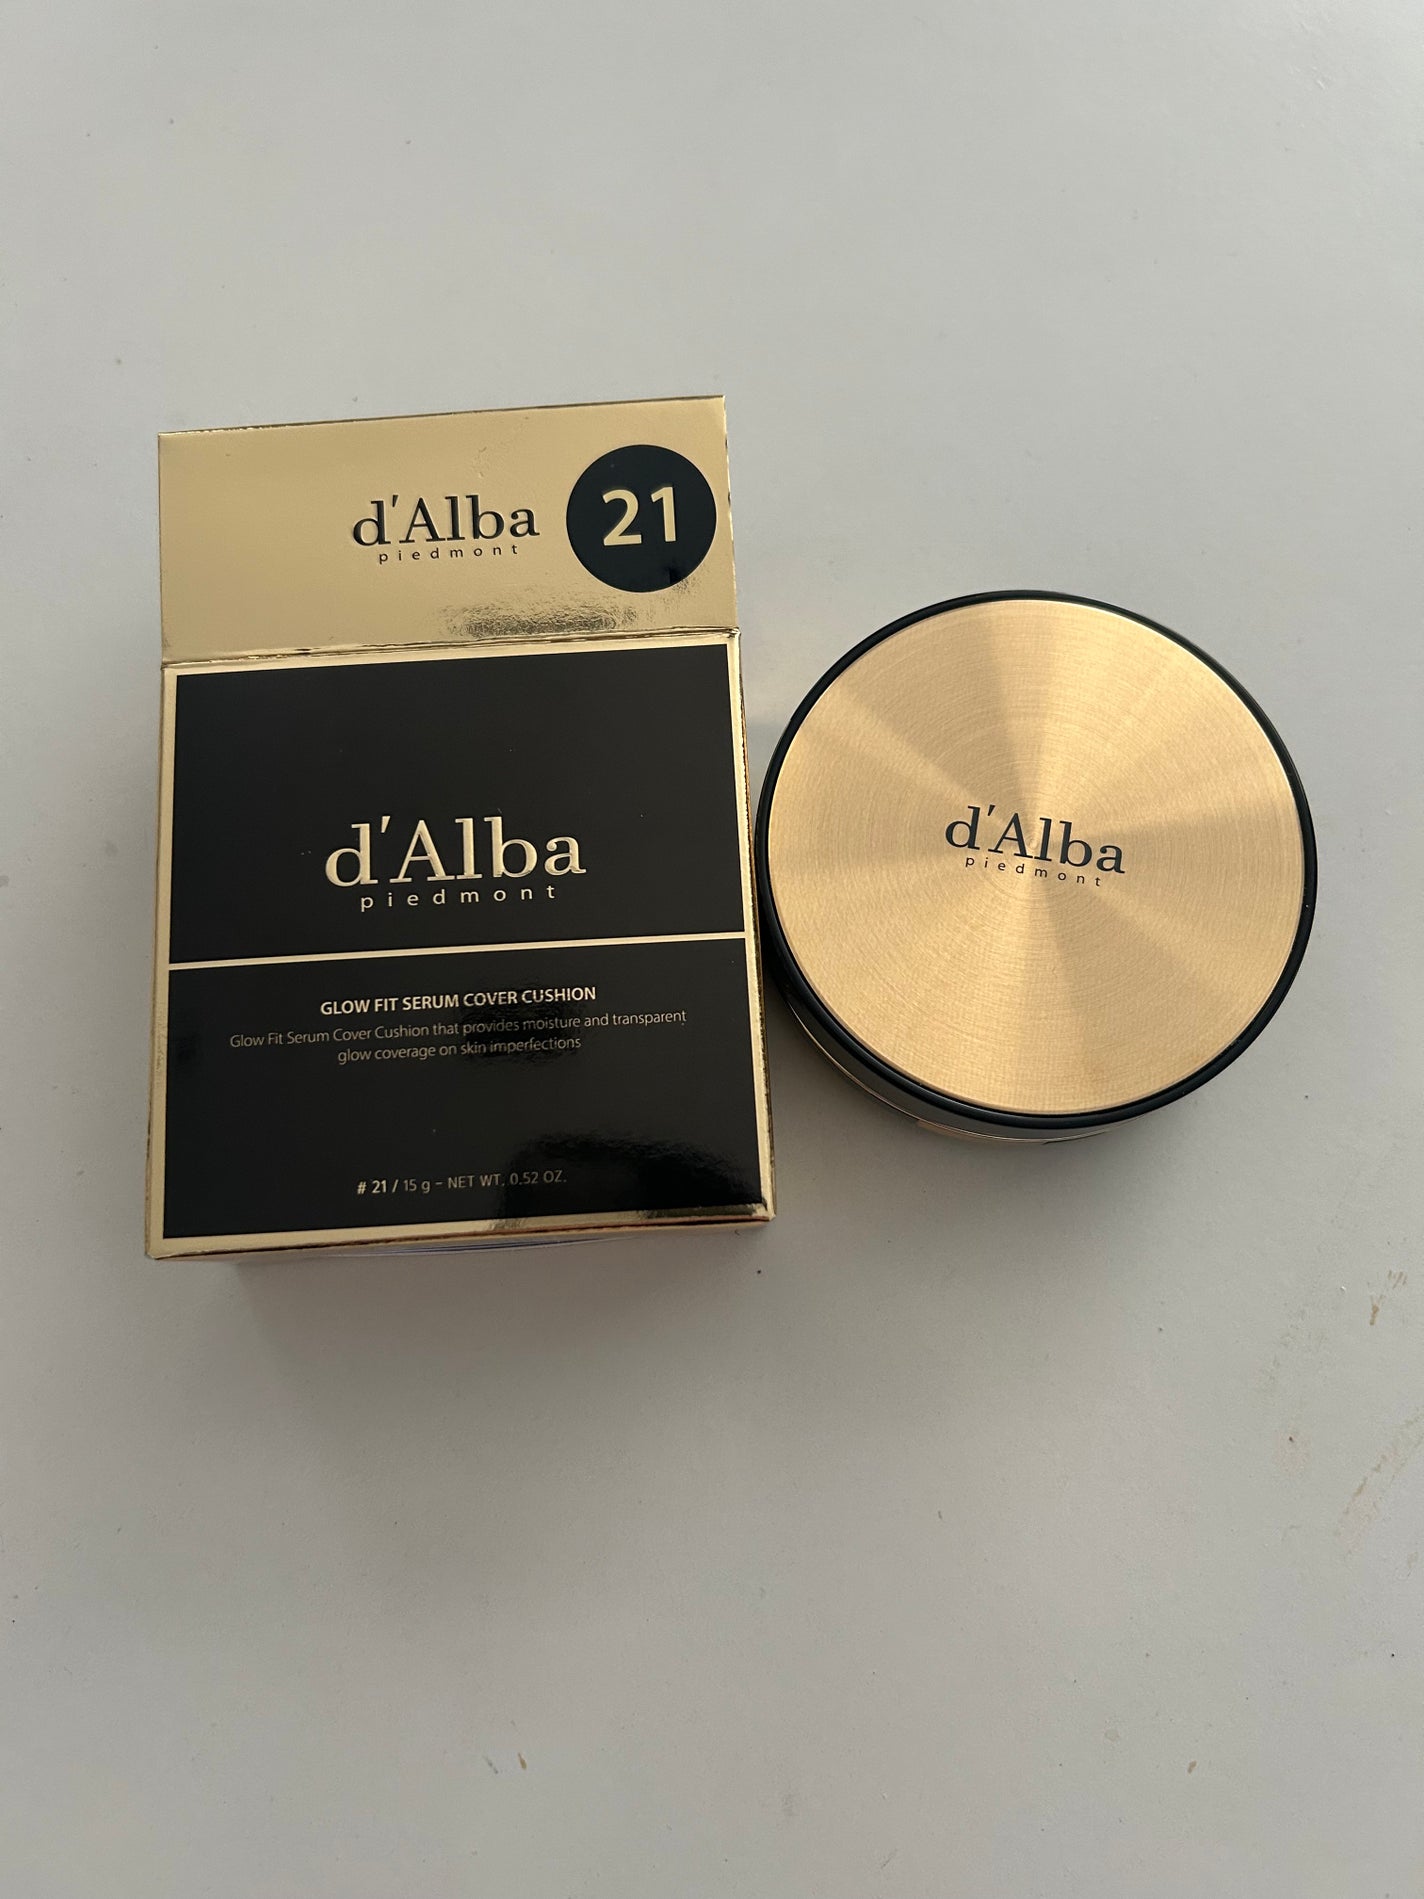 d'Alba
piedmont
21
d'Alba
piedmont
GLOW FIT SERUM COVER CUSHION
Glow Fit Serum Cover Cushion that provides moisture and transparent
glow coverage on skin imperfections
# 21 / 15 g – NET WT. 0.52 OZ.
d'Alba
piedmont